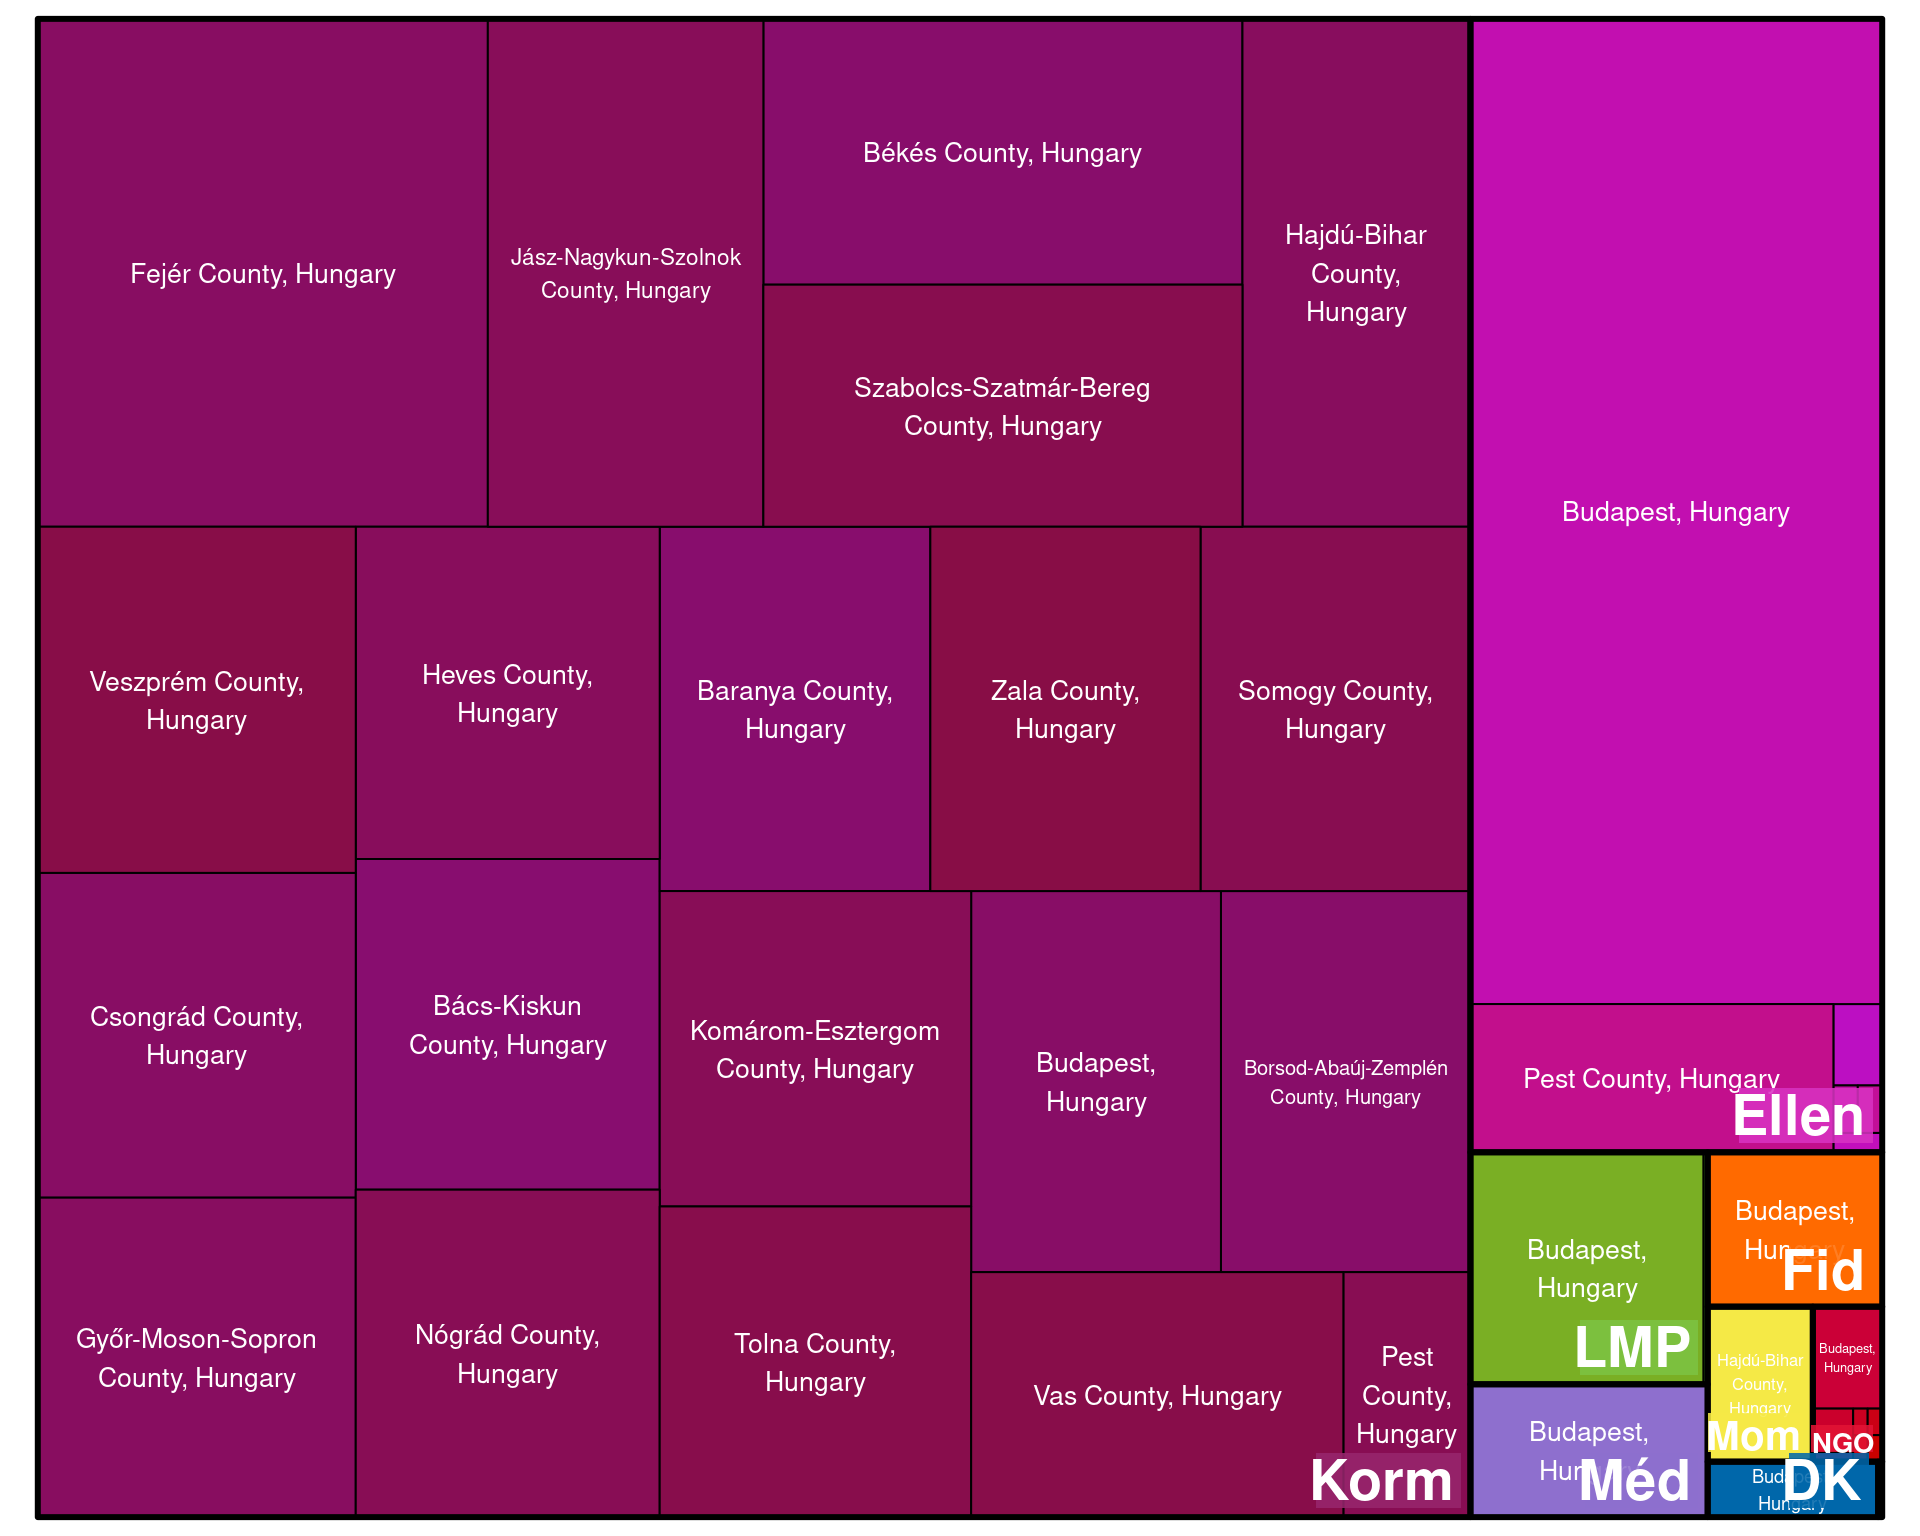 Fejér County, Hungary
Jász-Nagykun-Szolnok
County, Hungary
Békés County, Hungary
Szabolcs-Szatmár-Bereg
County, Hungary
Hajdú-Bihar
County,
Hungary
Budapest, Hungary
Veszprém County,
Hungary
Heves County,
Hungary
Baranya County,
Hungary
Zala County,
Hungary
Somogy County,
Hungary
Csongrád County,
Hungary
Bács-Kiskun
County, Hungary
Komárom-Esztergom
County, Hungary
Budapest,
Hungary
Borsod-Abaúj-Zemplén
County, Hungary
Pest County, Hungary
Ellen
Győr-Moson-Sopron
County, Hungary
Nógrád County,
Hungary
Tolna County,
Hungary
Vas County, Hungary
Pest
County,
Hungary
Korm
Budapest,
Hungary
LMP
Budapest,
Hungary
Fid
Hajdú-Bihar
County,
Hungary
Mom
Budapest,
Hungary
NGO
Budapest,
Méd
Budapest
Hungary
DK